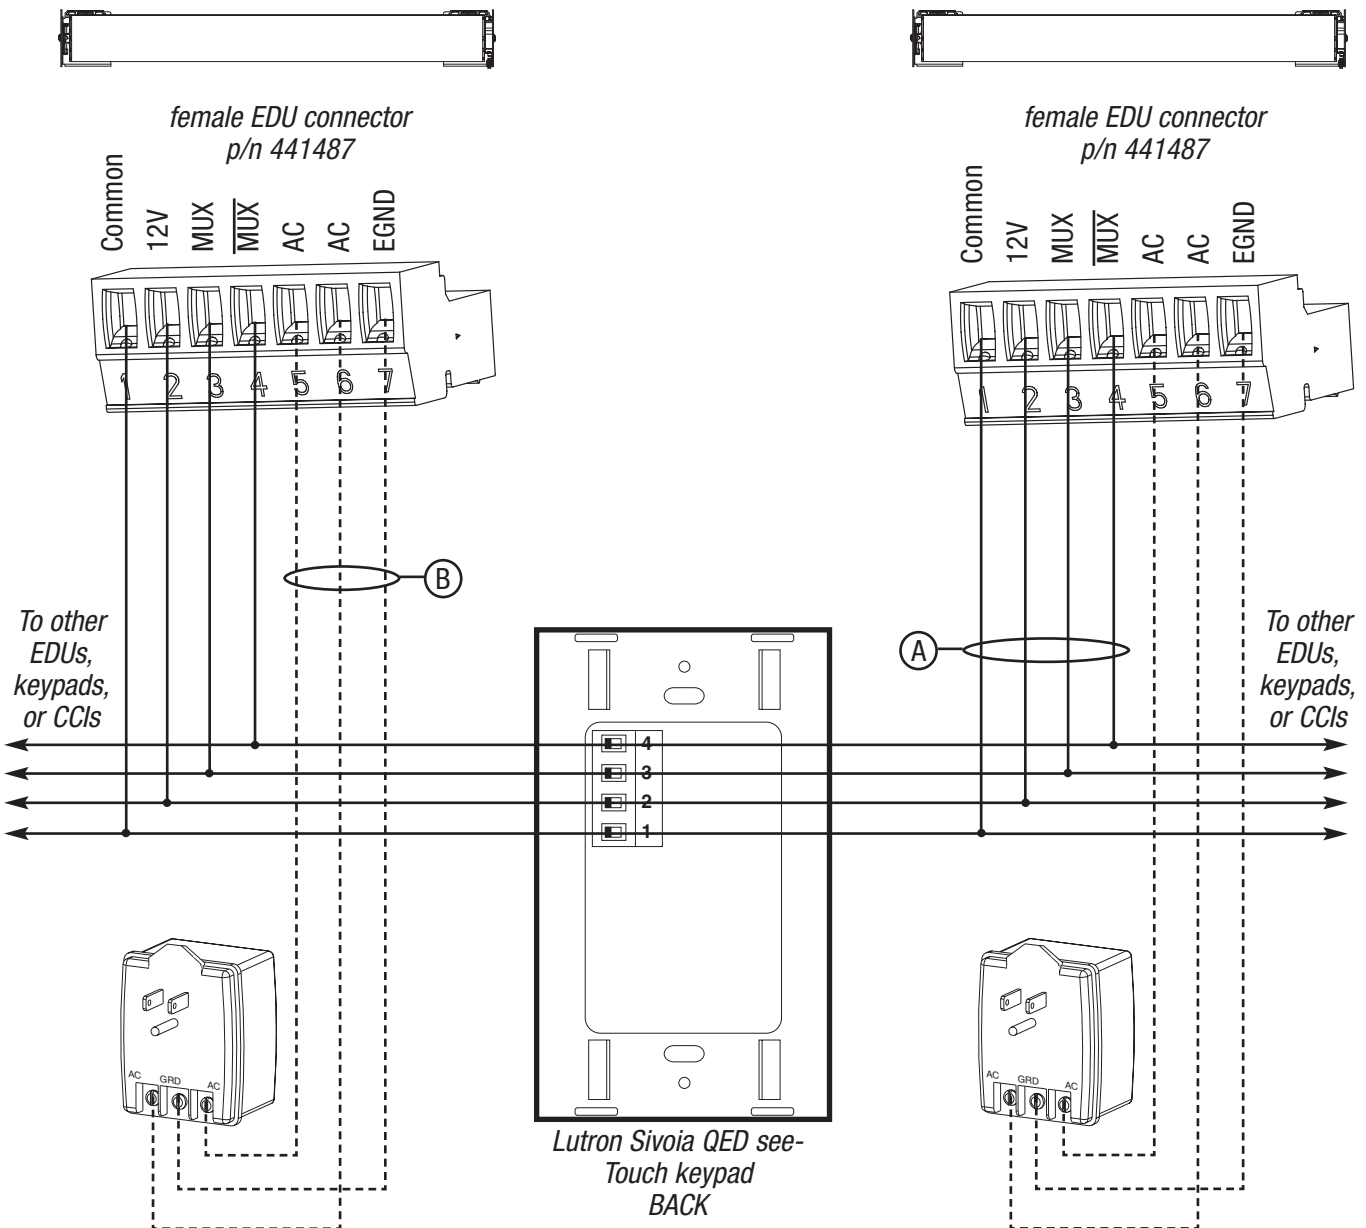 female EDU connector
p/n 441487
female EDU connector
p/n 441487
Common
12V
MUX
MUX
AC
AC
EGND
Common
12V
MUX
MUX
AC
AC
EGND
1 2 3 4 5 6 7
1 2 3 4 5 6 7
B
A
To other
EDUs,
keypads,
or CCIs
To other
EDUs,
keypads,
or CCIs
4
3
2
1
AC GRD AC
AC GRD AC
Lutron Sivoia QED see-
Touch keypad
BACK